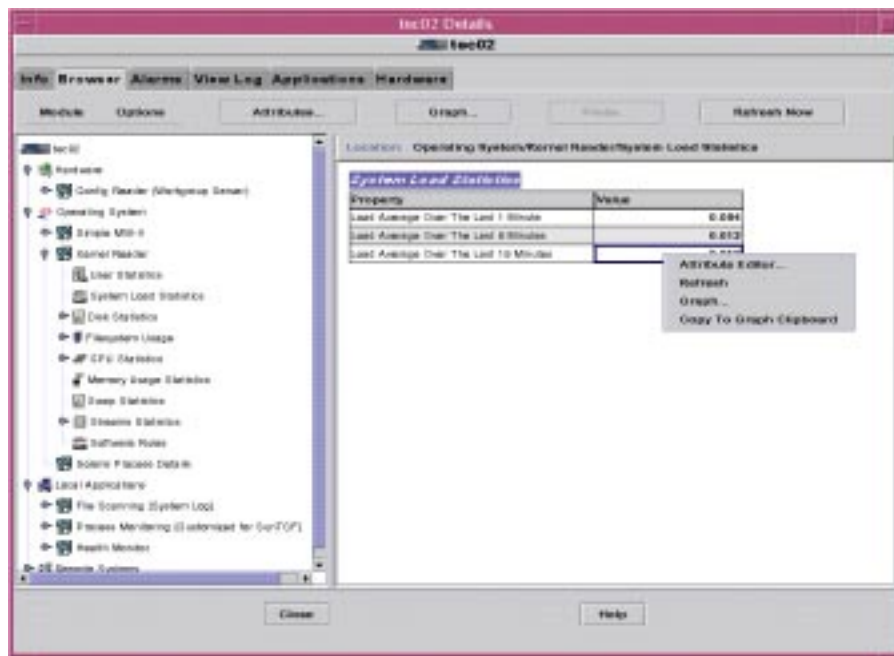 tec02 Details
tec02
Info Browser Alarms View Log Applications Hardware
Module Options Attributes... Graph... Refresh Now
tec02
Location: Operating System/Kernel Reader/System Load Statistics
Hardware
Config Reader (Workgroup Server)
Operating System
Simple MIB-II
Kernel Reader
User Statistics
System Load Statistics
Disk Statistics
Filesystem Usage
CPU Statistics
Memory Usage Statistics
Swap Statistics
Streams Statistics
Software Rules
Solaris Process Details
Local Applications
File Scanning (System Log)
Process Monitoring (Customized for SunTCF)
Health Monitor
Remote Systems
System Load Statistics
Property Value
Load Average Over The Last 1 Minute 0.004
Load Average Over The Last 5 Minutes 0.012
Load Average Over The Last 15 Minutes
Attribute Editor...
Refresh
Graph...
Copy To Graph Clipboard
Close Help